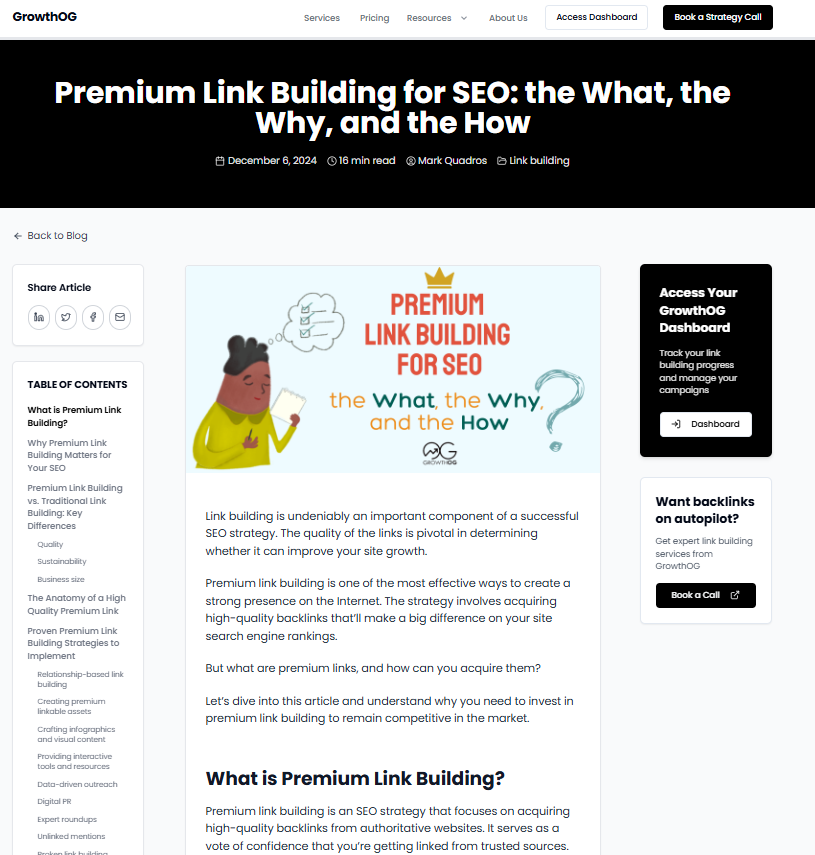 GrowthOG
Services
Pricing
Resources
About Us
Access Dashboard
Book a Strategy Call
Premium Link Building for SEO: the What, the
Why, and the How
December 6, 2024
16 min read
Mark Quadros
Link building
Back to Blog
Share Article
TABLE OF CONTENTS
What is Premium Link
Building?
Why Premium Link
Building Matters for
Your SEO
Premium Link Building
vs. Traditional Link
Building: Key
Differences
Quality
Sustainability
Business size
The Anatomy of a High
Quality Premium Link
Proven Premium Link
Building Strategies to
Implement
Relationship-based link
building
Creating premium
linkable assets
Crafting infographics
and visual content
Providing interactive
tools and resources
Data-driven outreach
Digital PR
Expert roundups
Unlinked mentions
Broken link building
PREMIUM
LINK BUILDING
FOR SEO
the What, the Why,
and the How
GROWTHOG
Link building is undeniably an important component of a successful
SEO strategy. The quality of the links is pivotal in determining
whether it can improve your site growth.
Premium link building is one of the most effective ways to create a
strong presence on the Internet. The strategy involves acquiring
high-quality backlinks that'll make a big difference on your site
search engine rankings.
But what are premium links, and how can you acquire them?
Let's dive into this article and understand why you need to invest in
premium link building to remain competitive in the market.
What is Premium Link Building?
Premium link building is an SEO strategy that focuses on acquiring
high-quality backlinks from authoritative websites. It serves as a
vote of confidence that you're getting linked from trusted sources.
Access Your
GrowthOG
Dashboard
Track your link
building progress
and manage your
campaigns
Dashboard
Want backlinks
on autopilot?
Get expert link building
services from
GrowthOG
Book a Call